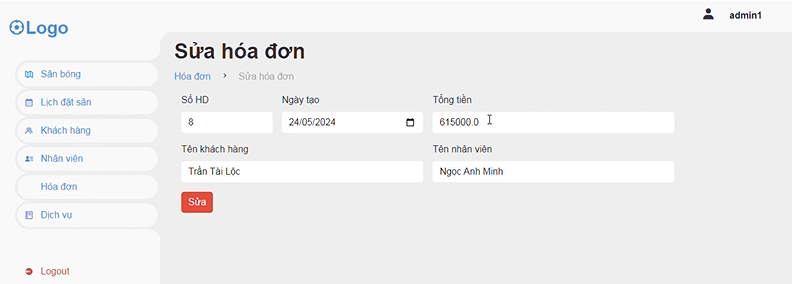 admin1
Logo
Sửa hóa đơn
Hóa đơn > Sửa hóa đơn
Sân bóng
Lịch đặt sân
Khách hàng
Nhân viên
Hóa đơn
Dịch vụ
Logout
Số HD Ngày tạo Tổng tiền
8 24/05/2024 615000.0
Tên khách hàng Tên nhân viên
Trần Tài Lộc Ngọc Anh Minh
Sửa